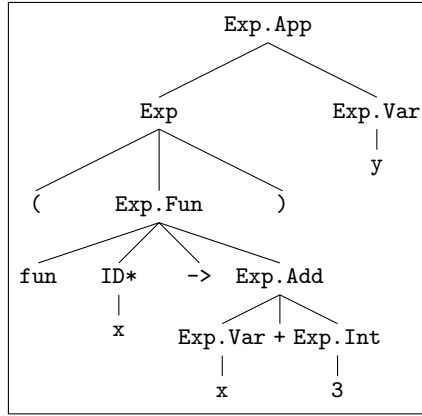 Exp.App
Exp Exp.Var
y
( Exp.Fun )
fun ID* -> Exp.Add
x
Exp.Var + Exp.Int
x 3